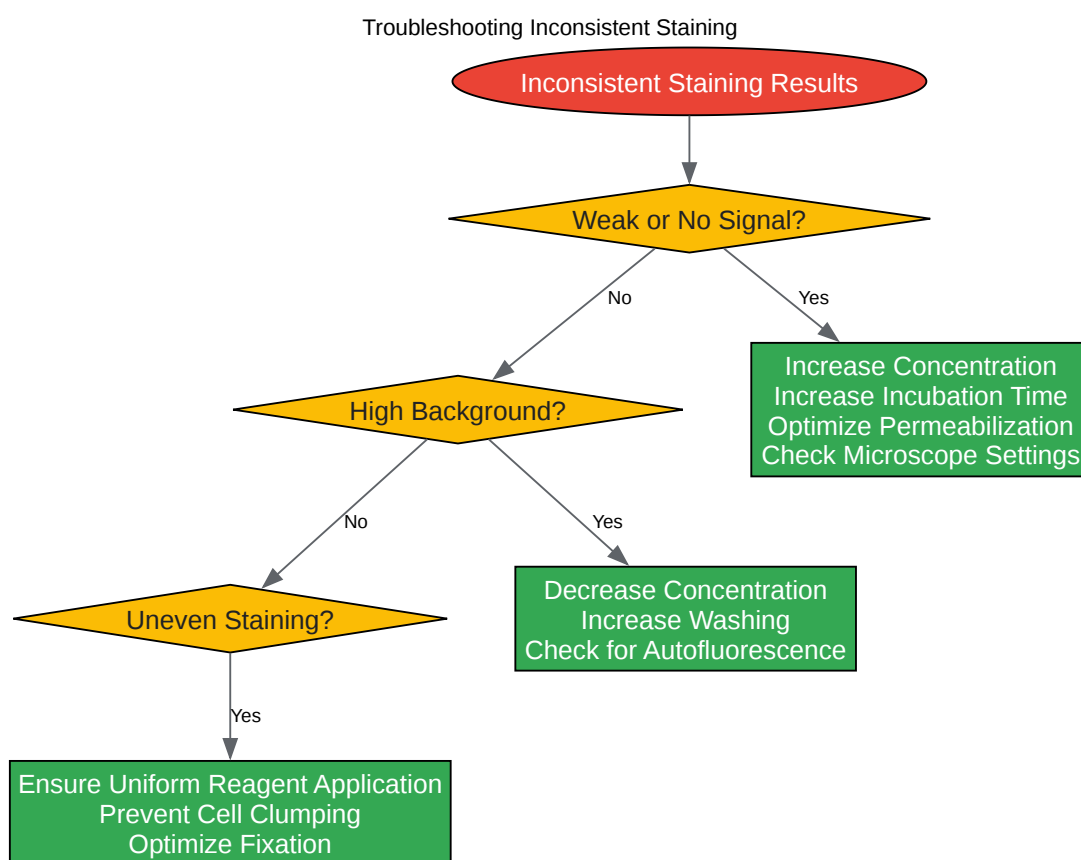 Troubleshooting Inconsistent Staining
Inconsistent Staining Results
Weak or No Signal?
No
Yes
Increase Concentration
Increase Incubation Time
Optimize Permeabilization
Check Microscope Settings
High Background?
No
Yes
Decrease Concentration
Increase Washing
Check for Autofluorescence
Uneven Staining?
Yes
Ensure Uniform Reagent Application
Prevent Cell Clumping
Optimize Fixation